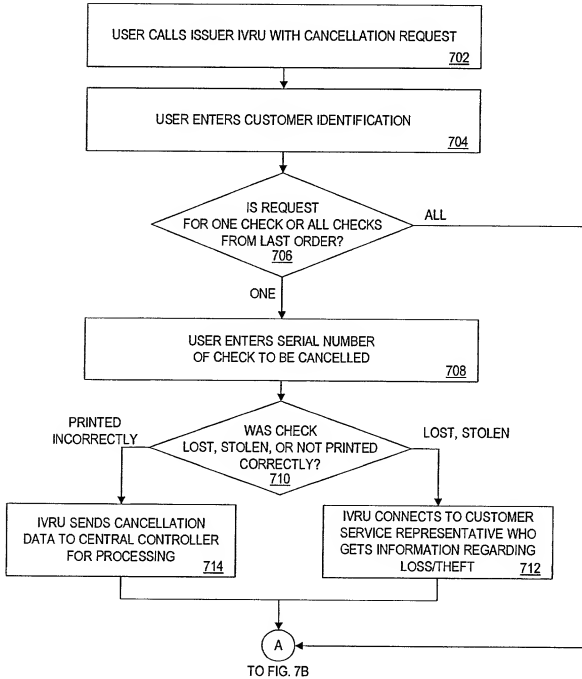 USER CALLS ISSUER IVRU WITH CANCELLATION REQUEST
702
USER ENTERS CUSTOMER IDENTIFICATION
704
IS REQUEST
FOR ONE CHECK OR ALL CHECKS
FROM LAST ORDER?
706
ALL
ONE
USER ENTERS SERIAL NUMBER
OF CHECK TO BE CANCELLED
708
PRINTED
INCORRECTLY
WAS CHECK
LOST, STOLEN, OR NOT PRINTED
CORRECTLY?
710
LOST, STOLEN
IVRU SENDS CANCELLATION
DATA TO CENTRAL CONTROLLER
FOR PROCESSING
714
IVRU CONNECTS TO CUSTOMER
SERVICE REPRESENTATIVE WHO
GETS INFORMATION REGARDING
LOSS/THEFT
712
A
TO FIG. 7B